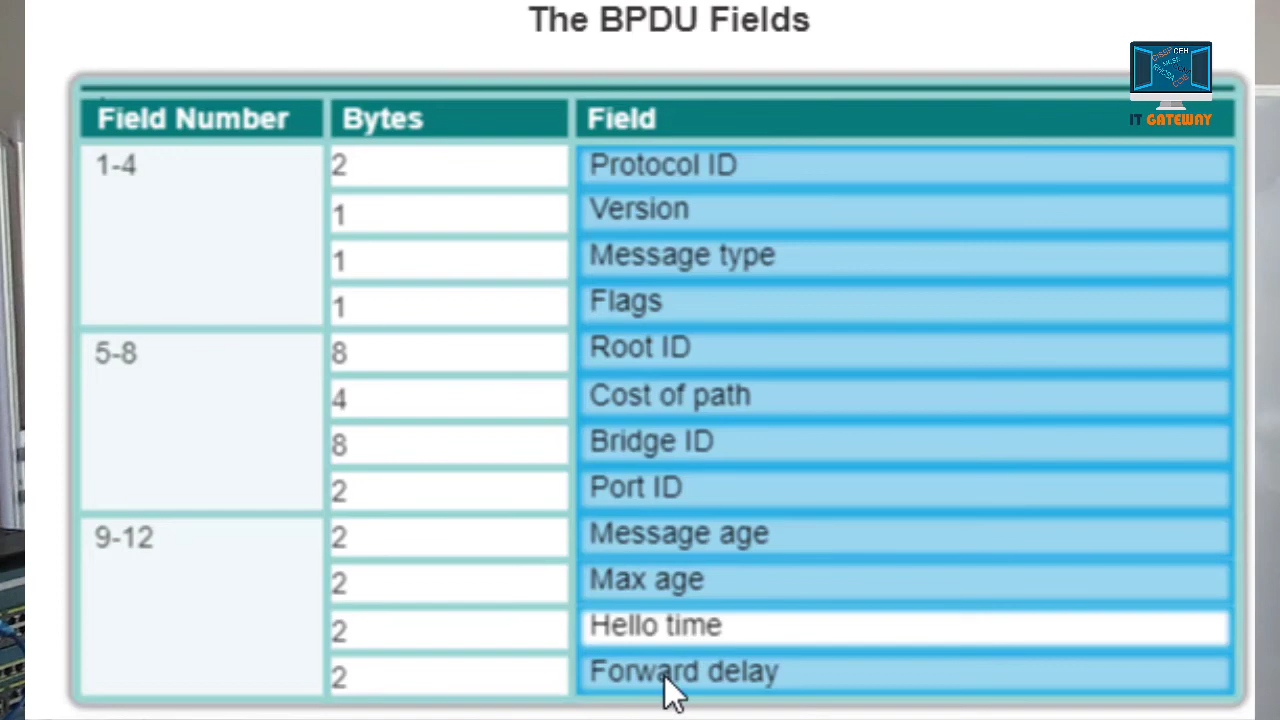 The BPDU Fields
IT GATEWAY
Field Number Bytes Field
1-4 2 Protocol ID
1 Version
1 Message type
1 Flags
5-8 8 Root ID
4 Cost of path
8 Bridge ID
2 Port ID
9-12 2 Message age
2 Max age
2 Hello time
2 Forward delay